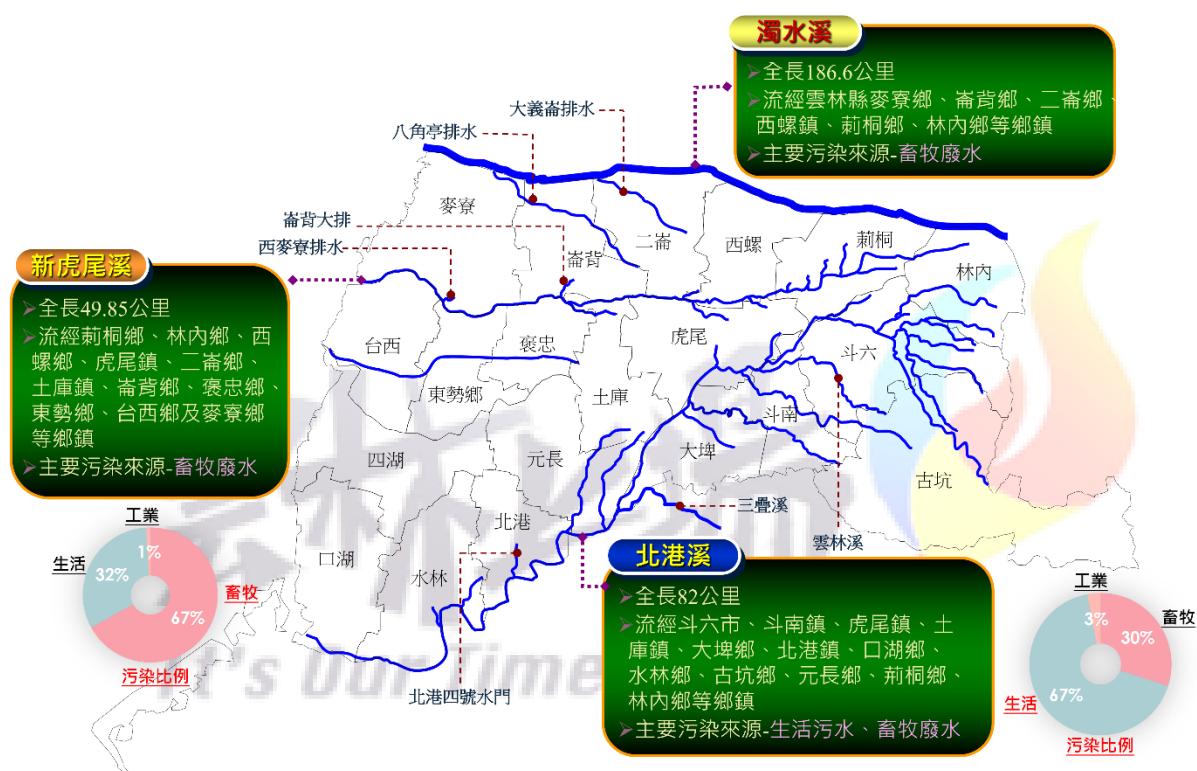 濁水溪
全長186.6公里
流經雲林縣麥寮鄉、崙背鄉、二崙鄉、
西螺鎮、莿桐鄉、林內鄉等鄉鎮
主要污染來源-畜牧廢水
大義崙排水
八角亭排水
崙背大排
西麥寮排水
麥寮
崙背
二崙
西螺
莿桐
林內
新虎尾溪
全長49.85公里
流經莿桐鄉、林內鄉、西
螺鄉、虎尾鎮、二崙鄉、
土庫鎮、崙背鄉、褒忠鄉、
東勢鄉、台西鄉及麥寮鄉
等鄉鎮
主要污染來源-畜牧廢水
台西
褒忠
虎尾
斗六
東勢鄉
土庫
斗南
四湖
元長
大埤
古坑
北港
三疊溪
雲林溪
口湖
水林
北港四號水門
工業
1%
生活
32%
畜牧
67%
污染比例
北港溪
全長82公里
流經斗六市、斗南鎮、虎尾鎮、土
庫鎮、大埤鄉、北港鎮、口湖鄉、
水林鄉、古坑鄉、元長鄉、荊桐鄉、
林內鄉等鄉鎮
主要污染來源-生活污水、畜牧廢水
工業
3%
畜牧
30%
67%
生活
污染比例
It's Our Time